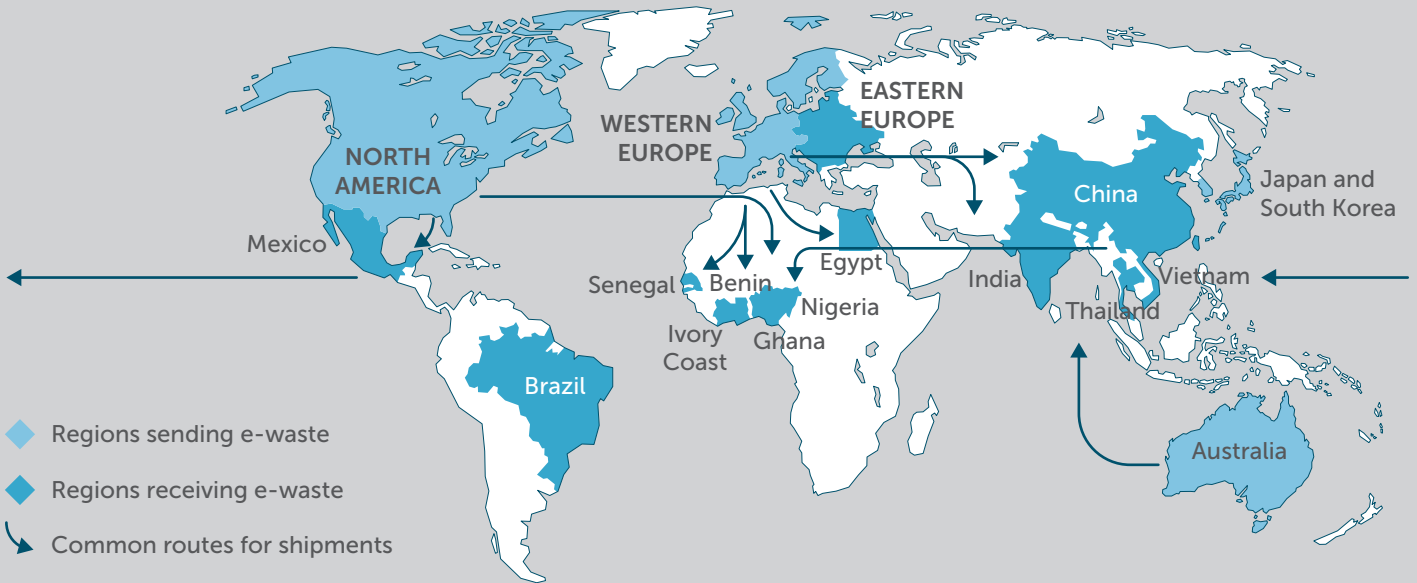 EASTERN
EUROPE
WESTERN
EUROPE
NORTH
AMERICA
China
Japan and
South Korea
Mexico
Egypt
Senegal
Benin
India
Vietnam
Nigeria
Thailand
Ivory
Coast
Ghana
Brazil
Regions sending e-waste
Australia
Regions receiving e-waste
Common routes for shipments